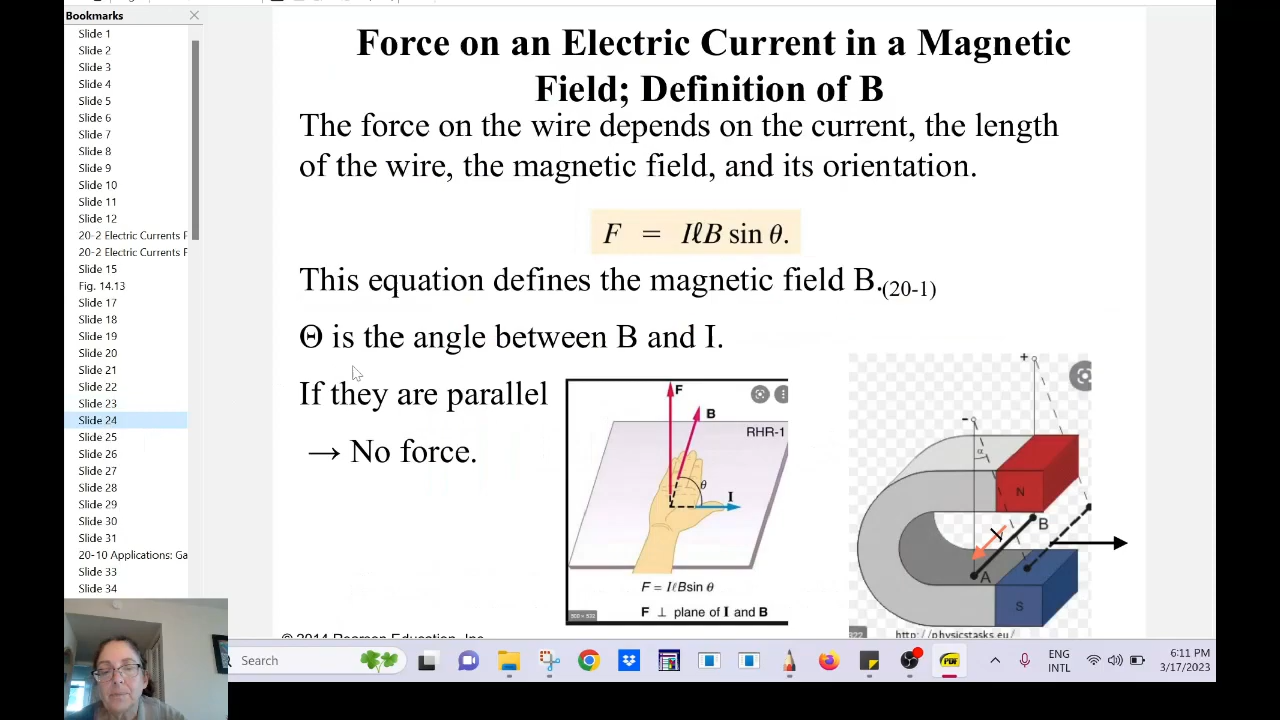 Bookmarks
Slide 1
Slide 2
Slide 3
Slide 4
Slide 5
Slide 6
Slide 7
Slide 8
Slide 9
Slide 10
Slide 11
Slide 12
20-2 Electric Currents F
20-2 Electric Currents F
Slide 15
Fig. 14.13
Slide 17
Slide 18
Slide 19
Slide 20
Slide 21
Slide 22
Slide 23
Slide 24
Slide 25
Slide 26
Slide 27
Slide 28
Slide 29
Slide 30
Slide 31
20-10 Applications: Ga
Slide 33
Slide 34
Force on an Electric Current in a Magnetic
Field; Definition of B
The force on the wire depends on the current, the length
of the wire, the magnetic field, and its orientation.
F = IℓB sin θ.
This equation defines the magnetic field B.(20-1)
Θ is the angle between B and I.
If they are parallel
→ No force.
F
B
RHR-1
θ
I
F = IℓBsin θ
F ⊥ plane of I and B
+
-
α
N
B
A
S
http://physicstasks.eu/
Search
ENG
INTL
6:11 PM
3/17/2023